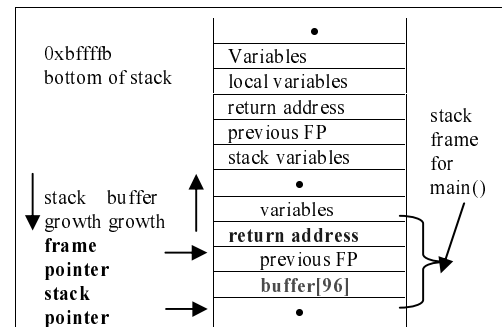 0xbffffb
bottom of stack
•
Variables
local variables
return address
previous FP
stack variables
•
variables
return address
previous FP
buffer[96]
•
stack buffer
growth growth
frame
pointer
stack
pointer
stack
frame
for
main()